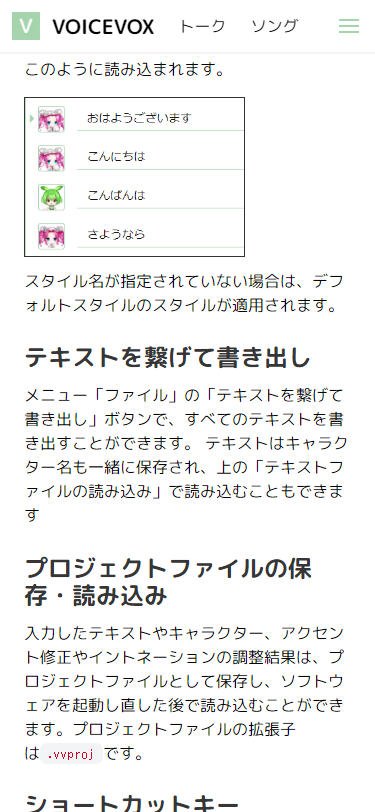 V VOICEVOX トーク ソング
このように読み込まれます。
おはようございます
こんにちは
こんばんは
さようなら
スタイル名が指定されていない場合は、デフ
ォルトスタイルのスタイルが適用されます。
テキストを繋げて書き出し
メニュー「ファイル」の「テキストを繋げて
書き出し」ボタンで、すべてのテキストを書
き出すことができます。 テキストはキャラク
ター名も一緒に保存され、上の「テキストフ
ァイルの読み込み」で読み込むこともできま
す
プロジェクトファイルの保
存・読み込み
入力したテキストやキャラクター、アクセン
ト修正やイントネーションの調整結果は、プ
ロジェクトファイルとして保存し、ソフトウ
ェアを起動し直した後で読み込むことができ
ます。プロジェクトファイルの拡張子
は .vvproj です。
ショートカットキー